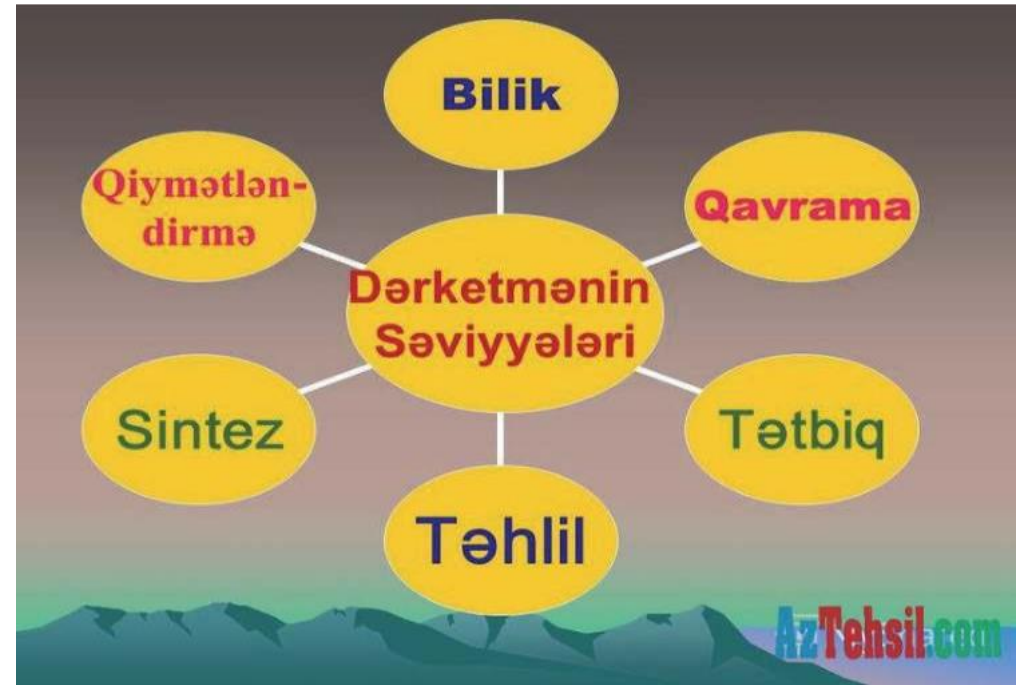 Bilik
Qiymətlən-
dirmə
Qavrama
Dərketmənin
Səviyyələri
Sintez
Tətbiq
Təhlil
AzTehsil.com